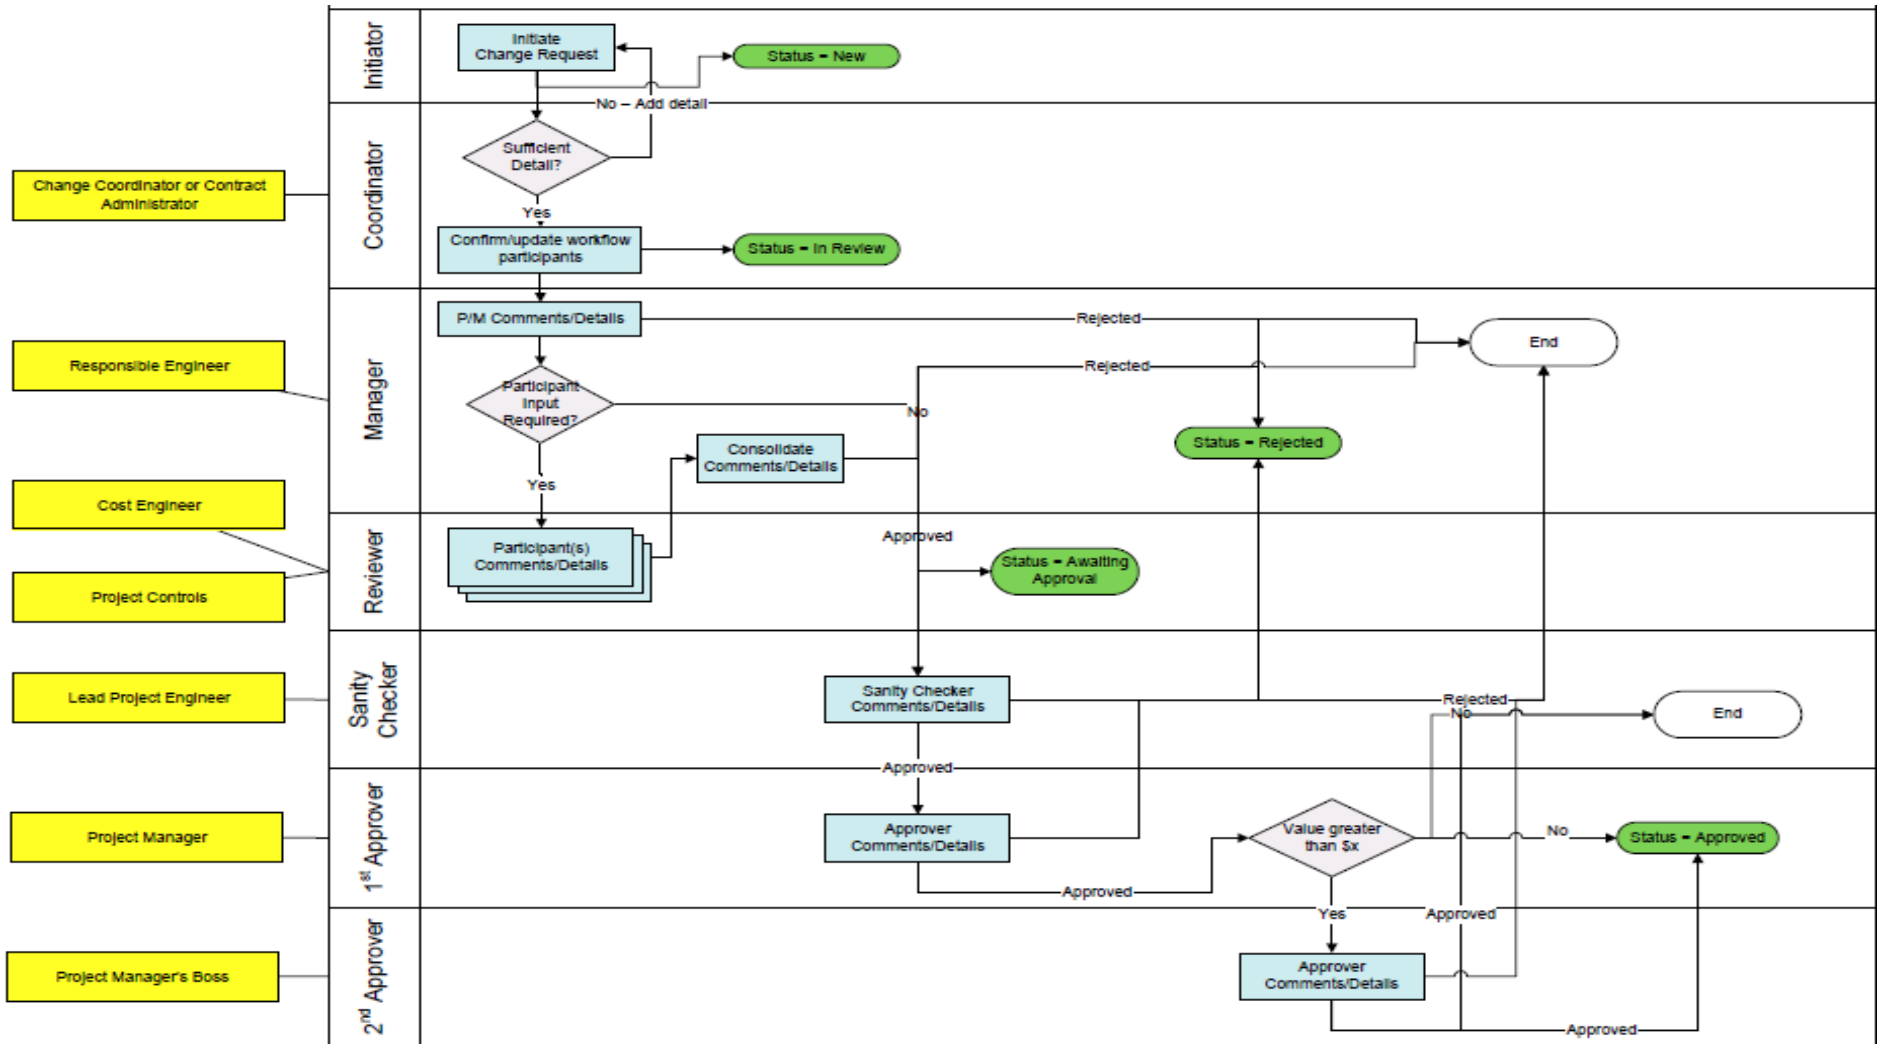 Initiator
Initiate
Change Request
Status = New
No – Add detail
Coordinator
Sufficient
Detail?
Change Coordinator or Contract
Administrator
Yes
Confirm/update workflow
participants
Status = In Review
Manager
P/M Comments/Details
Rejected
End
Responsible Engineer
Rejected
Participant
Input
Required?
No
Status = Rejected
Consolidate
Comments/Details
Yes
Cost Engineer
Reviewer
Approved
Participant(s)
Comments/Details
Status = Awaiting
Approval
Project Controls
Sanity
Checker
Lead Project Engineer
Sanity Checker
Comments/Details
Rejected
No
End
Approved
1st Approver
Project Manager
Approver
Comments/Details
Value greater
than $x
No
Status = Approved
Approved
Yes
Approved
2nd Approver
Project Manager's Boss
Approver
Comments/Details
Approved